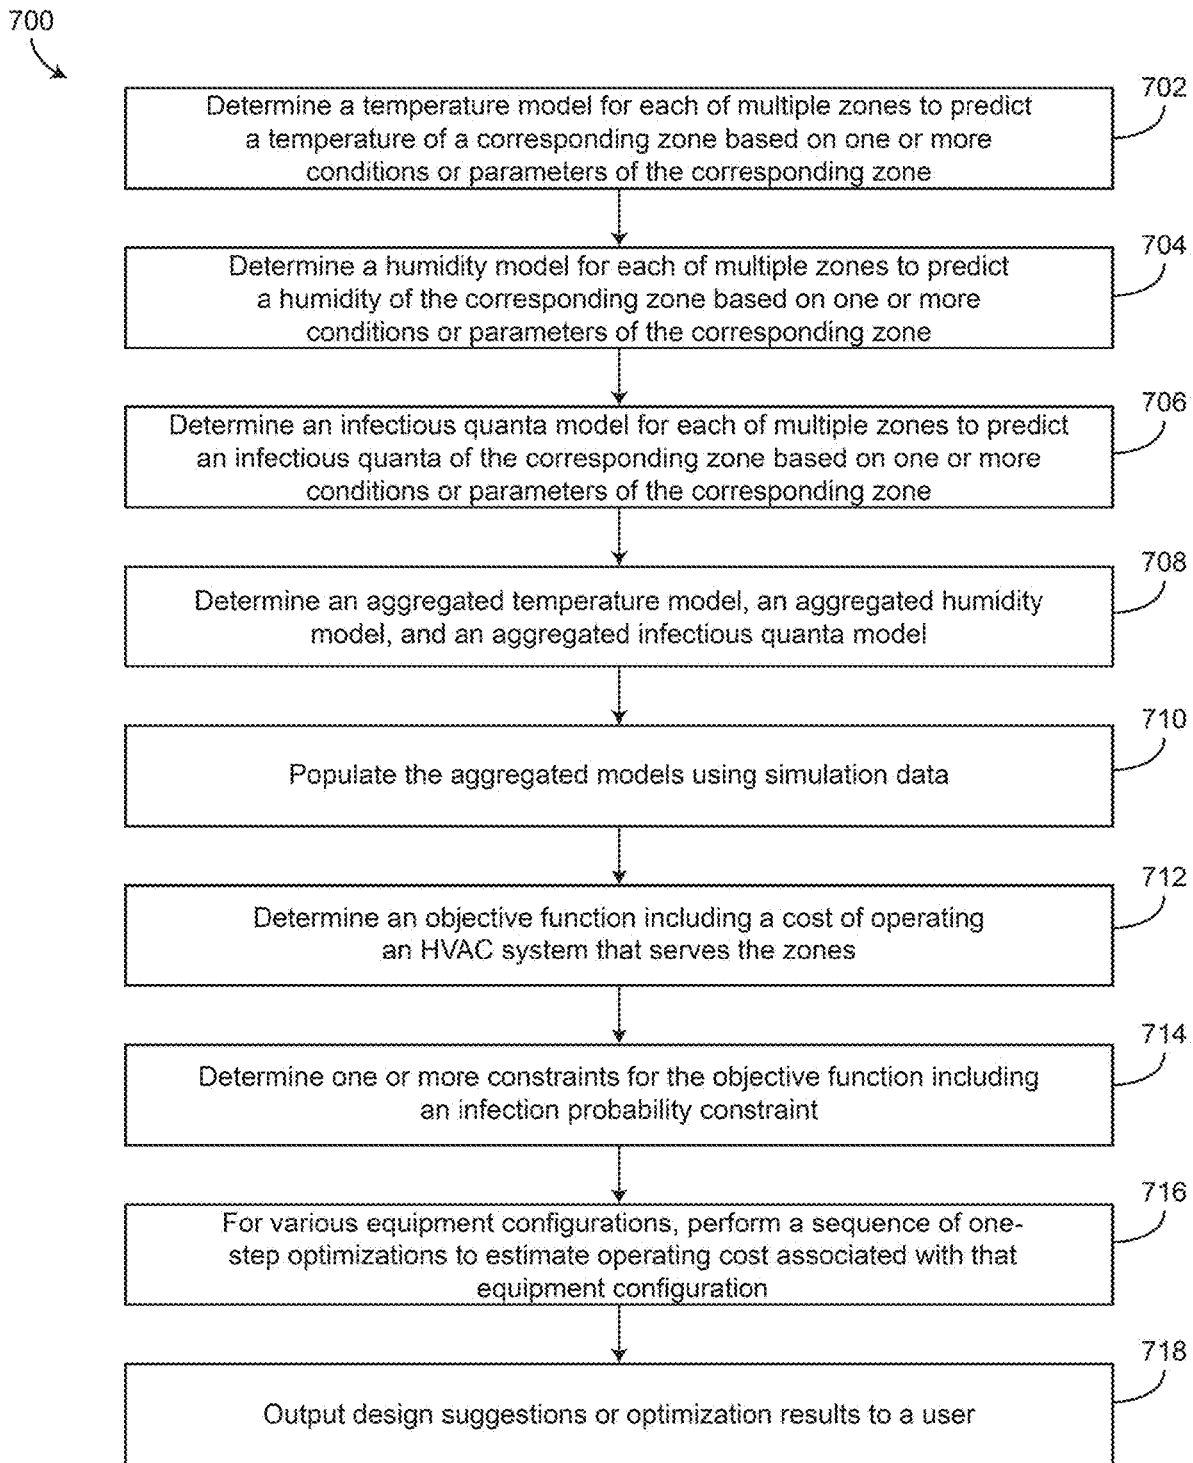 700
702
Determine a temperature model for each of multiple zones to predict
a temperature of a corresponding zone based on one or more
conditions or parameters of the corresponding zone
704
Determine a humidity model for each of multiple zones to predict
a humidity of the corresponding zone based on one or more
conditions or parameters of the corresponding zone
706
Determine an infectious quanta model for each of multiple zones to predict
an infectious quanta of the corresponding zone based on one or more
conditions or parameters of the corresponding zone
708
Determine an aggregated temperature model, an aggregated humidity
model, and an aggregated infectious quanta model
710
Populate the aggregated models using simulation data
712
Determine an objective function including a cost of operating
an HVAC system that serves the zones
714
Determine one or more constraints for the objective function including
an infection probability constraint
716
For various equipment configurations, perform a sequence of one-
step optimizations to estimate operating cost associated with that
equipment configuration
718
Output design suggestions or optimization results to a user